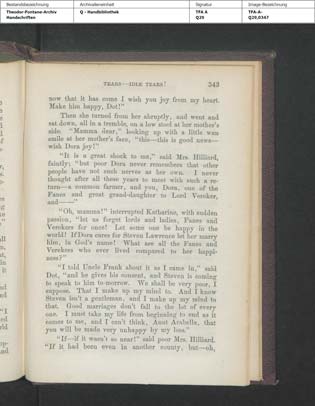 Bestandsbezeichnung Archivalieneinheit Signatur Image-Bezeichnung
Theodor-Fontane-Archiv Q - Handbibliothek TFA A TFA-A-
Handschriften Q29 Q29,0347
TEARS—IDLE TEARS! 343
now that it has come I wish you joy from my heart.
Make him happy, Dot!"
Then she turned from her abruptly, and went and
sat down, all in a tremble, on a low stool at her mother's
side. "Mamma dear," looking up with a little wan
smile at her mother's face, "this—this is good news—
wish Dora joy!"
"It is a great shock to me," said Mrs. Hilliard,
faintly; "but poor Dora never remembers that other
people have not such nerves as her own. I never
thought after all these years to meet with such a re-
turn—a common farmer, and you, Dora, one of the
Fanes and great grand-daughter to Lord Vereker,
and——"
"Oh, mamma!" interrupted Katharine, with sudden
passion, "let us forget lords and ladies, Fanes and
Verekers for once! Let some one be happy in the
world! If Dora cares for Steven Lawrence let her marry
him, in God's name! What are all the Fanes and
Verekers who ever lived compared to her happi-
ness?"
"I told Uncle Frank about it as I came in," said
Dot, "and he gives his consent, and Steven is coming
to speak to him to-morrow. We shall be very poor, I
suppose. That I make up my mind to. And I know
Steven isn't a gentleman, and I make up my mind to
that. Good marriages don't fall to the lot of every
one. I must take my life from beginning to end as it
comes to me, and I can't think, Aunt Arabella, that
you will be made very unhappy by my loss."
"If—if it wasn't so near!" said poor Mrs. Hilliard.
"If it had been even in another county, but—oh,